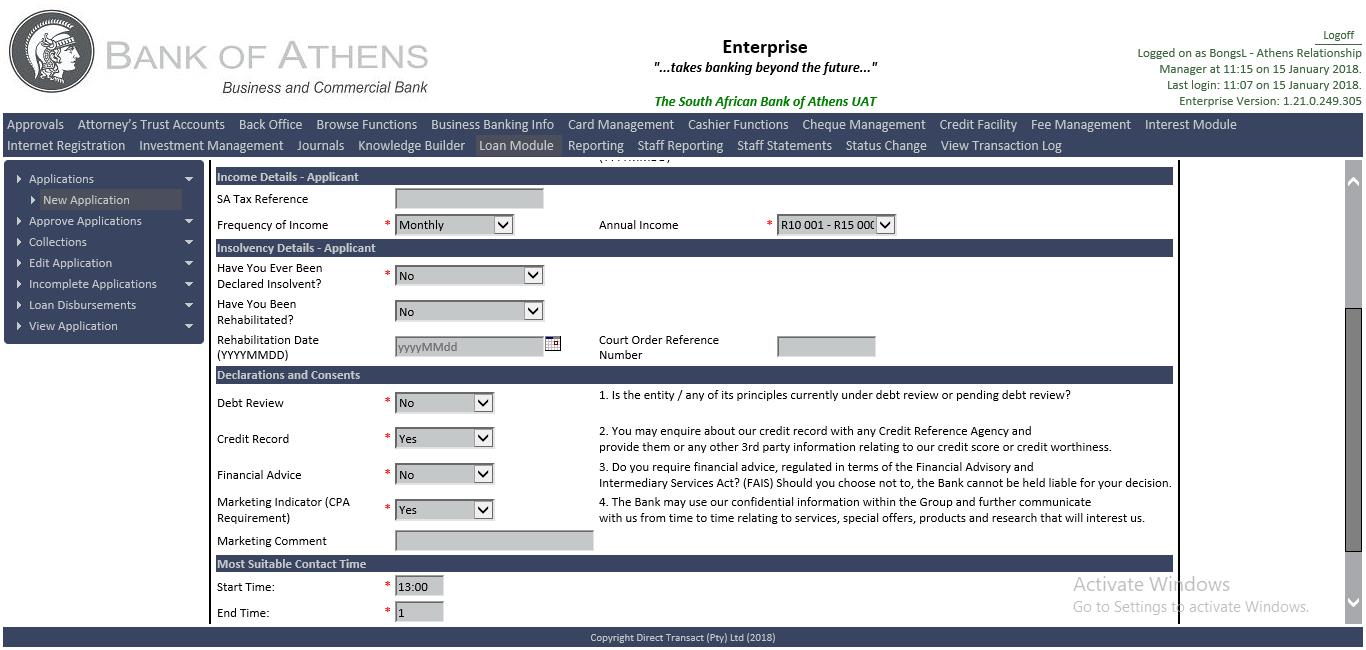 BANK OF ATHENS
Business and Commercial Bank
Enterprise
"...takes banking beyond the future..."
The South African Bank of Athens UAT
Logoff
Logged on as BongsL - Athens Relationship
Manager at 11:15 on 15 January 2018.
Last login: 11:07 on 15 January 2018.
Enterprise Version: 1.21.0.249.305
Approvals Attorney's Trust Accounts Back Office Browse Functions Business Banking Info Card Management Cashier Functions Cheque Management Credit Facility Fee Management Interest Module
Internet Registration Investment Management Journals Knowledge Builder Loan Module Reporting Staff Reporting Staff Statements Status Change View Transaction Log
Applications
New Application
Approve Applications
Collections
Edit Application
Incomplete Applications
Loan Disbursements
View Application
Income Details - Applicant
SA Tax Reference
Frequency of Income * Monthly Annual Income * R10 001 - R15 000
Insolvency Details - Applicant
Have You Ever Been
Declared Insolvent? * No
Have You Been
Rehabilitated? No
Rehabilitation Date
(YYYYMMDD) yyyyMMdd Court Order Reference
Number
Declarations and Consents
Debt Review * No 1. Is the entity / any of its principles currently under debt review or pending debt review?
Credit Record * Yes 2. You may enquire about our credit record with any Credit Reference Agency and
provide them or any other 3rd party information relating to our credit score or credit worthiness.
Financial Advice * No 3. Do you require financial advice, regulated in terms of the Financial Advisory and
Intermediary Services Act? (FAIS) Should you choose not to, the Bank cannot be held liable for your decision.
Marketing Indicator (CPA
Requirement) * Yes 4. The Bank may use our confidential information within the Group and further communicate
with us from time to time relating to services, special offers, products and research that will interest us.
Marketing Comment
Most Suitable Contact Time
Start Time: * 13:00
End Time: * 1
Activate Windows
Go to Settings to activate Windows.
Copyright Direct Transact (Pty) Ltd (2018)